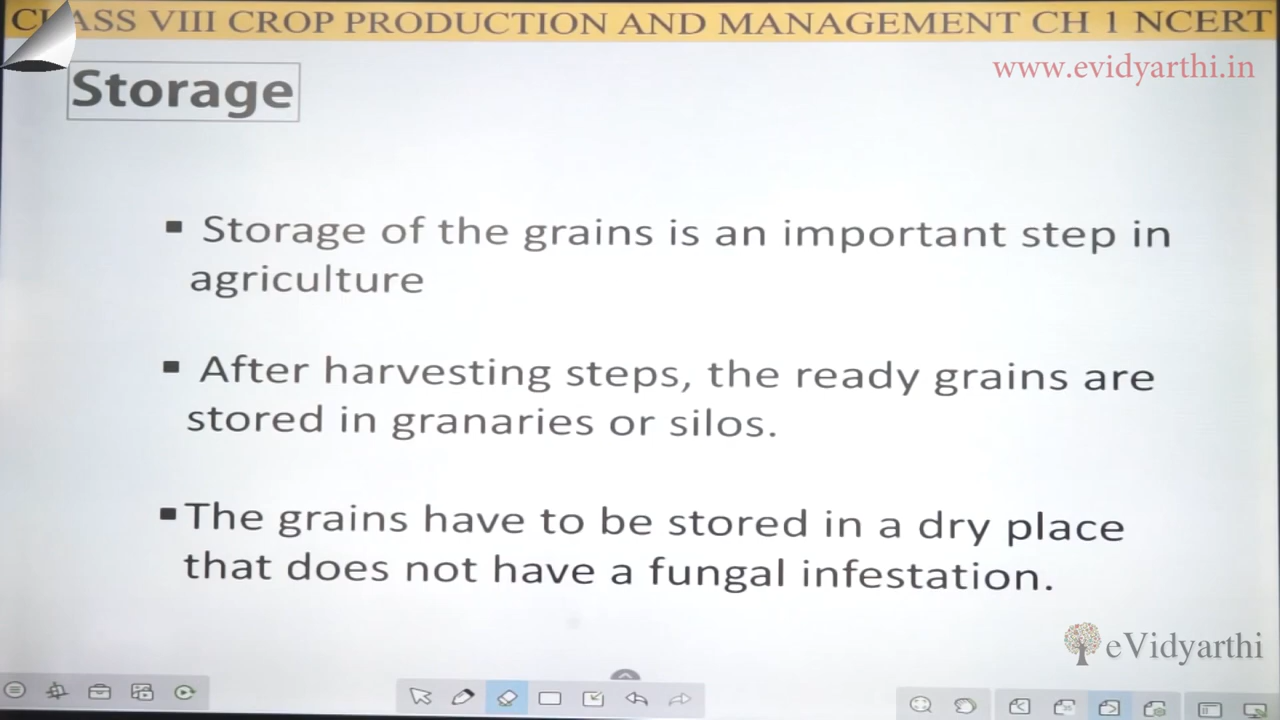 CLASS VIII CROP PRODUCTION AND MANAGEMENT CH 1 NCERT
www.evidyarthi.in
Storage
▪ Storage of the grains is an important step in
agriculture
▪ After harvesting steps, the ready grains are
stored in granaries or silos.
▪The grains have to be stored in a dry place
that does not have a fungal infestation.
eVidyarthi